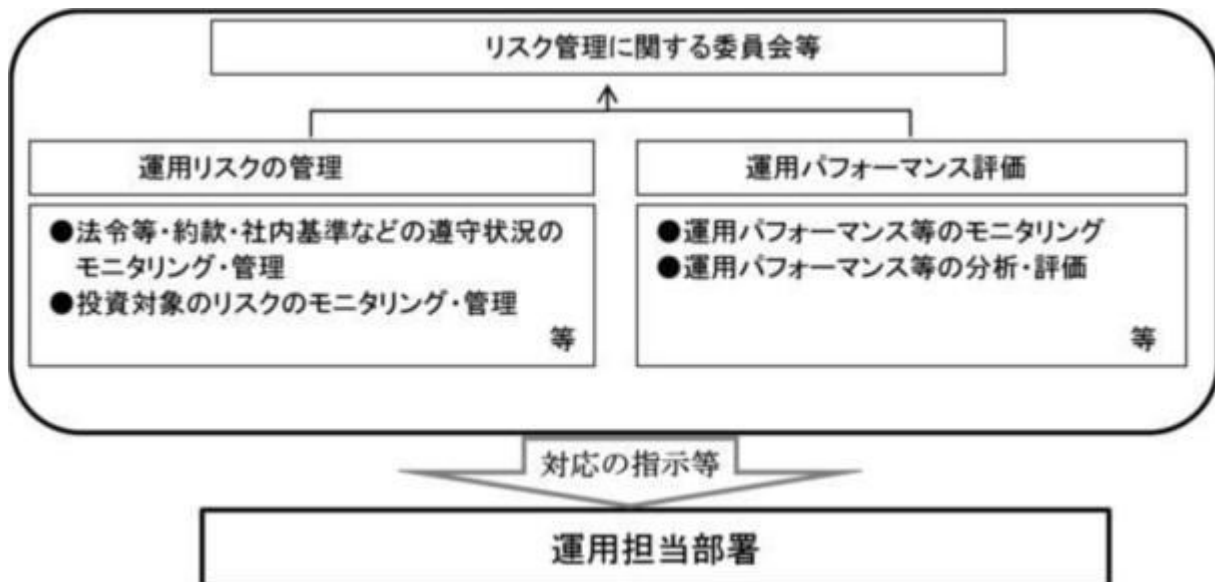 リスク管理に関する委員会等
運用リスクの管理
●法令等・約款・社内基準などの遵守状況の
モニタリング・管理
●投資対象のリスクのモニタリング・管理
等
運用パフォーマンス評価
●運用パフォーマンス等のモニタリング
●運用パフォーマンス等の分析・評価
等
対応の指示等
運用担当部署